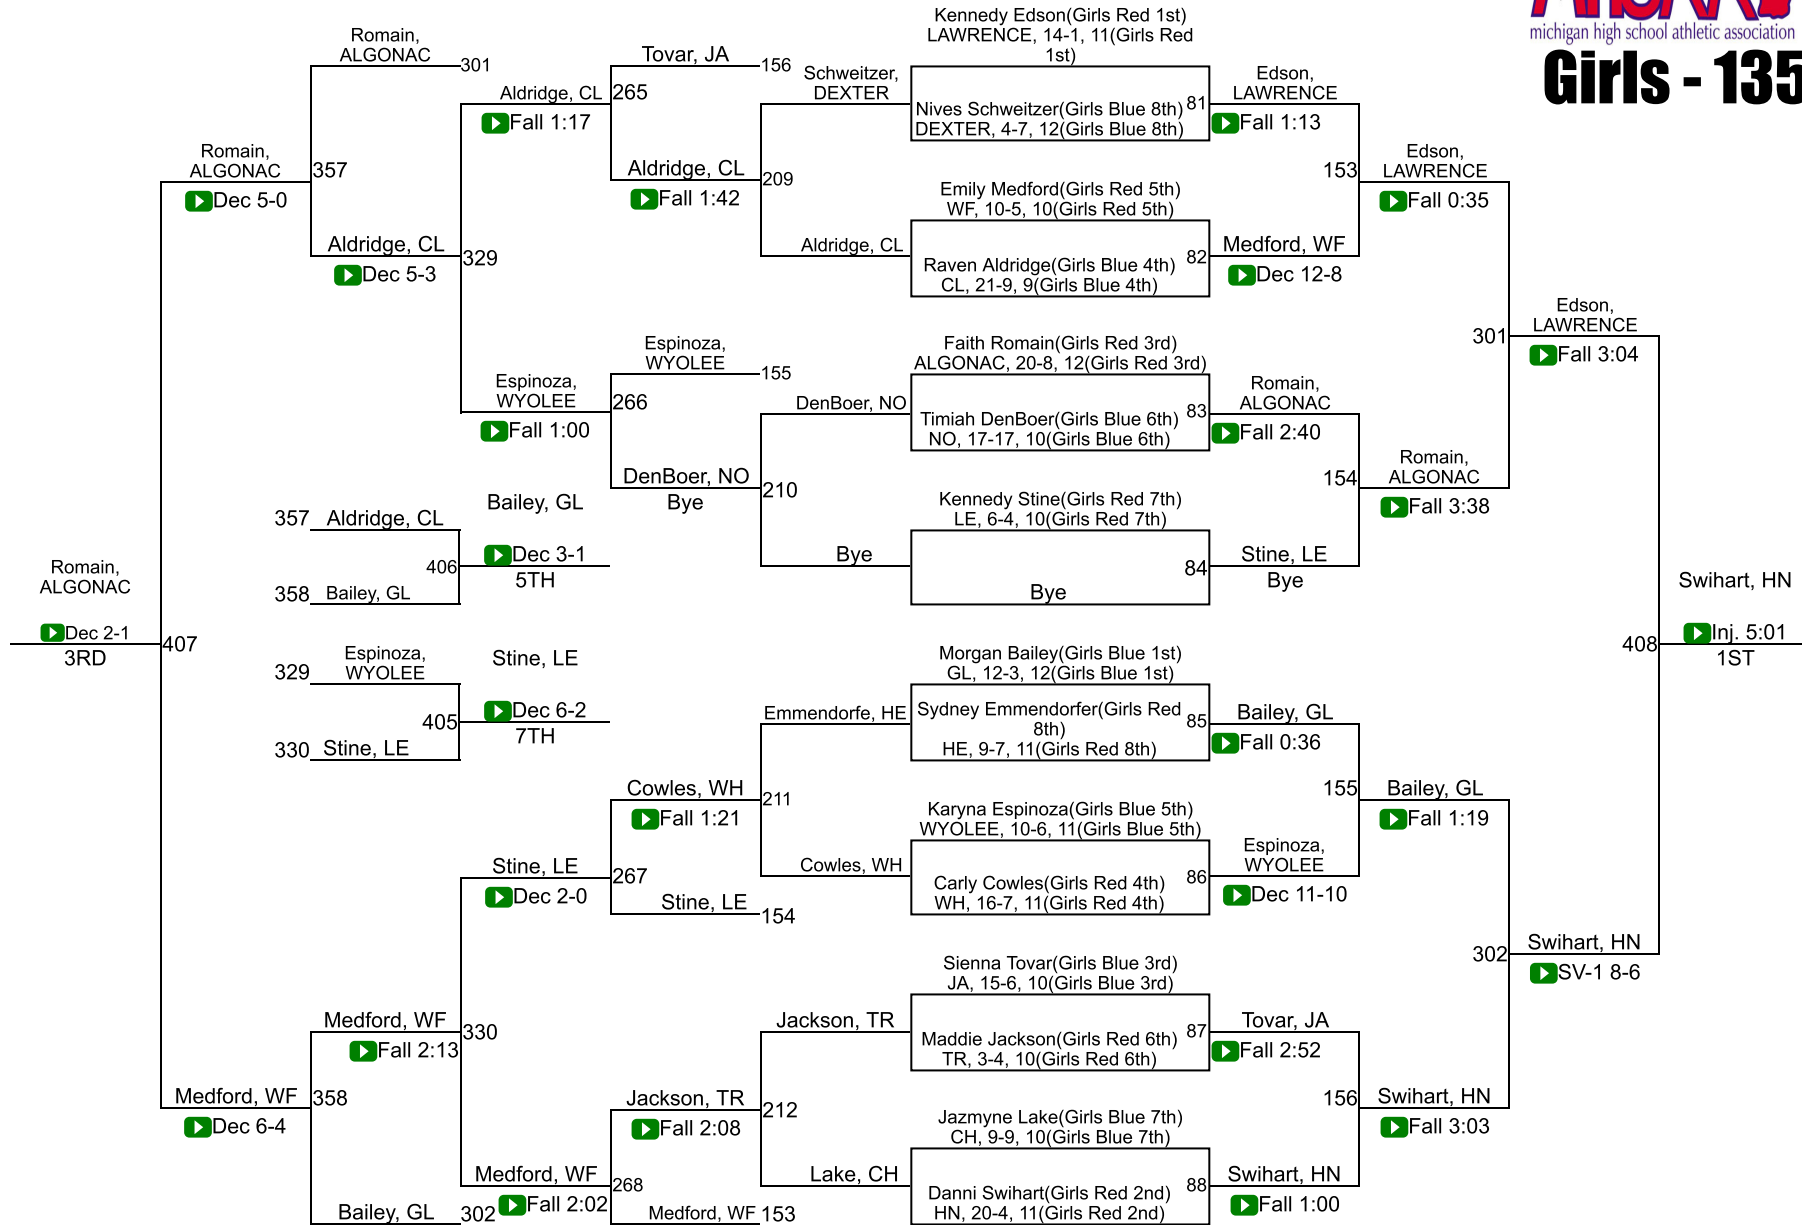 michigan high school athletic association
Girls - 135
Romain,
ALGONAC
301
Aldridge, CL
Fall 1:17
265
Tovar, JA
156
Romain,
ALGONAC
Dec 5-0
357
Aldridge, CL
Fall 1:42
209
Schweitzer,
DEXTER
Aldridge, CL
Dec 5-3
329
Aldridge, CL
Espinoza,
WYOLEE
155
Espinoza,
WYOLEE
Fall 1:00
266
DenBoer, NO
DenBoer, NO
Bye
210
Bye
Kennedy Edson(Girls Red 1st)
LAWRENCE, 14-1, 11(Girls Red
1st)
Nives Schweitzer(Girls Blue 8th)
DEXTER, 4-7, 12(Girls Blue 8th)
81
Edson,
LAWRENCE
Fall 1:13
Emily Medford(Girls Red 5th)
WF, 10-5, 10(Girls Red 5th)
Raven Aldridge(Girls Blue 4th)
CL, 21-9, 9(Girls Blue 4th)
82
Medford, WF
Dec 12-8
153
Edson,
LAWRENCE
Fall 0:35
Faith Romain(Girls Red 3rd)
ALGONAC, 20-8, 12(Girls Red 3rd)
Timiah DenBoer(Girls Blue 6th)
NO, 17-17, 10(Girls Blue 6th)
83
Romain,
ALGONAC
Fall 2:40
Kennedy Stine(Girls Red 7th)
LE, 6-4, 10(Girls Red 7th)
Bye
84
Stine, LE
Bye
154
Romain,
ALGONAC
Fall 3:38
301
Edson,
LAWRENCE
Fall 3:04
357
Aldridge, CL
358
Bailey, GL
406
Bailey, GL
Dec 3-1
5TH
Romain,
ALGONAC
Dec 2-1
3RD
407
329
Espinoza,
WYOLEE
330
Stine, LE
405
Stine, LE
Dec 6-2
7TH
408
Swihart, HN
Inj. 5:01
1ST
Cowles, WH
Fall 1:21
211
Emmendorfe, HE
Cowles, WH
Stine, LE
Dec 2-0
267
Stine, LE
154
Medford, WF
Fall 2:13
330
Medford, WF
Dec 6-4
358
Jackson, TR
Fall 2:08
212
Jackson, TR
Lake, CH
Medford, WF
Fall 2:02
268
Medford, WF
153
Bailey, GL
302
Morgan Bailey(Girls Blue 1st)
GL, 12-3, 12(Girls Blue 1st)
Sydney Emmendorfer(Girls Red
8th)
HE, 9-7, 11(Girls Red 8th)
85
Bailey, GL
Fall 0:36
Karyna Espinoza(Girls Blue 5th)
WYOLEE, 10-6, 11(Girls Blue 5th)
Carly Cowles(Girls Red 4th)
WH, 16-7, 11(Girls Red 4th)
86
Espinoza,
WYOLEE
Dec 11-10
155
Bailey, GL
Fall 1:19
Sienna Tovar(Girls Blue 3rd)
JA, 15-6, 10(Girls Blue 3rd)
Maddie Jackson(Girls Red 6th)
TR, 3-4, 10(Girls Red 6th)
87
Tovar, JA
Fall 2:52
Jazmyne Lake(Girls Blue 7th)
CH, 9-9, 10(Girls Blue 7th)
Danni Swihart(Girls Red 2nd)
HN, 20-4, 11(Girls Red 2nd)
88
Swihart, HN
Fall 1:00
156
Swihart, HN
Fall 3:03
302
Swihart, HN
SV-1 8-6